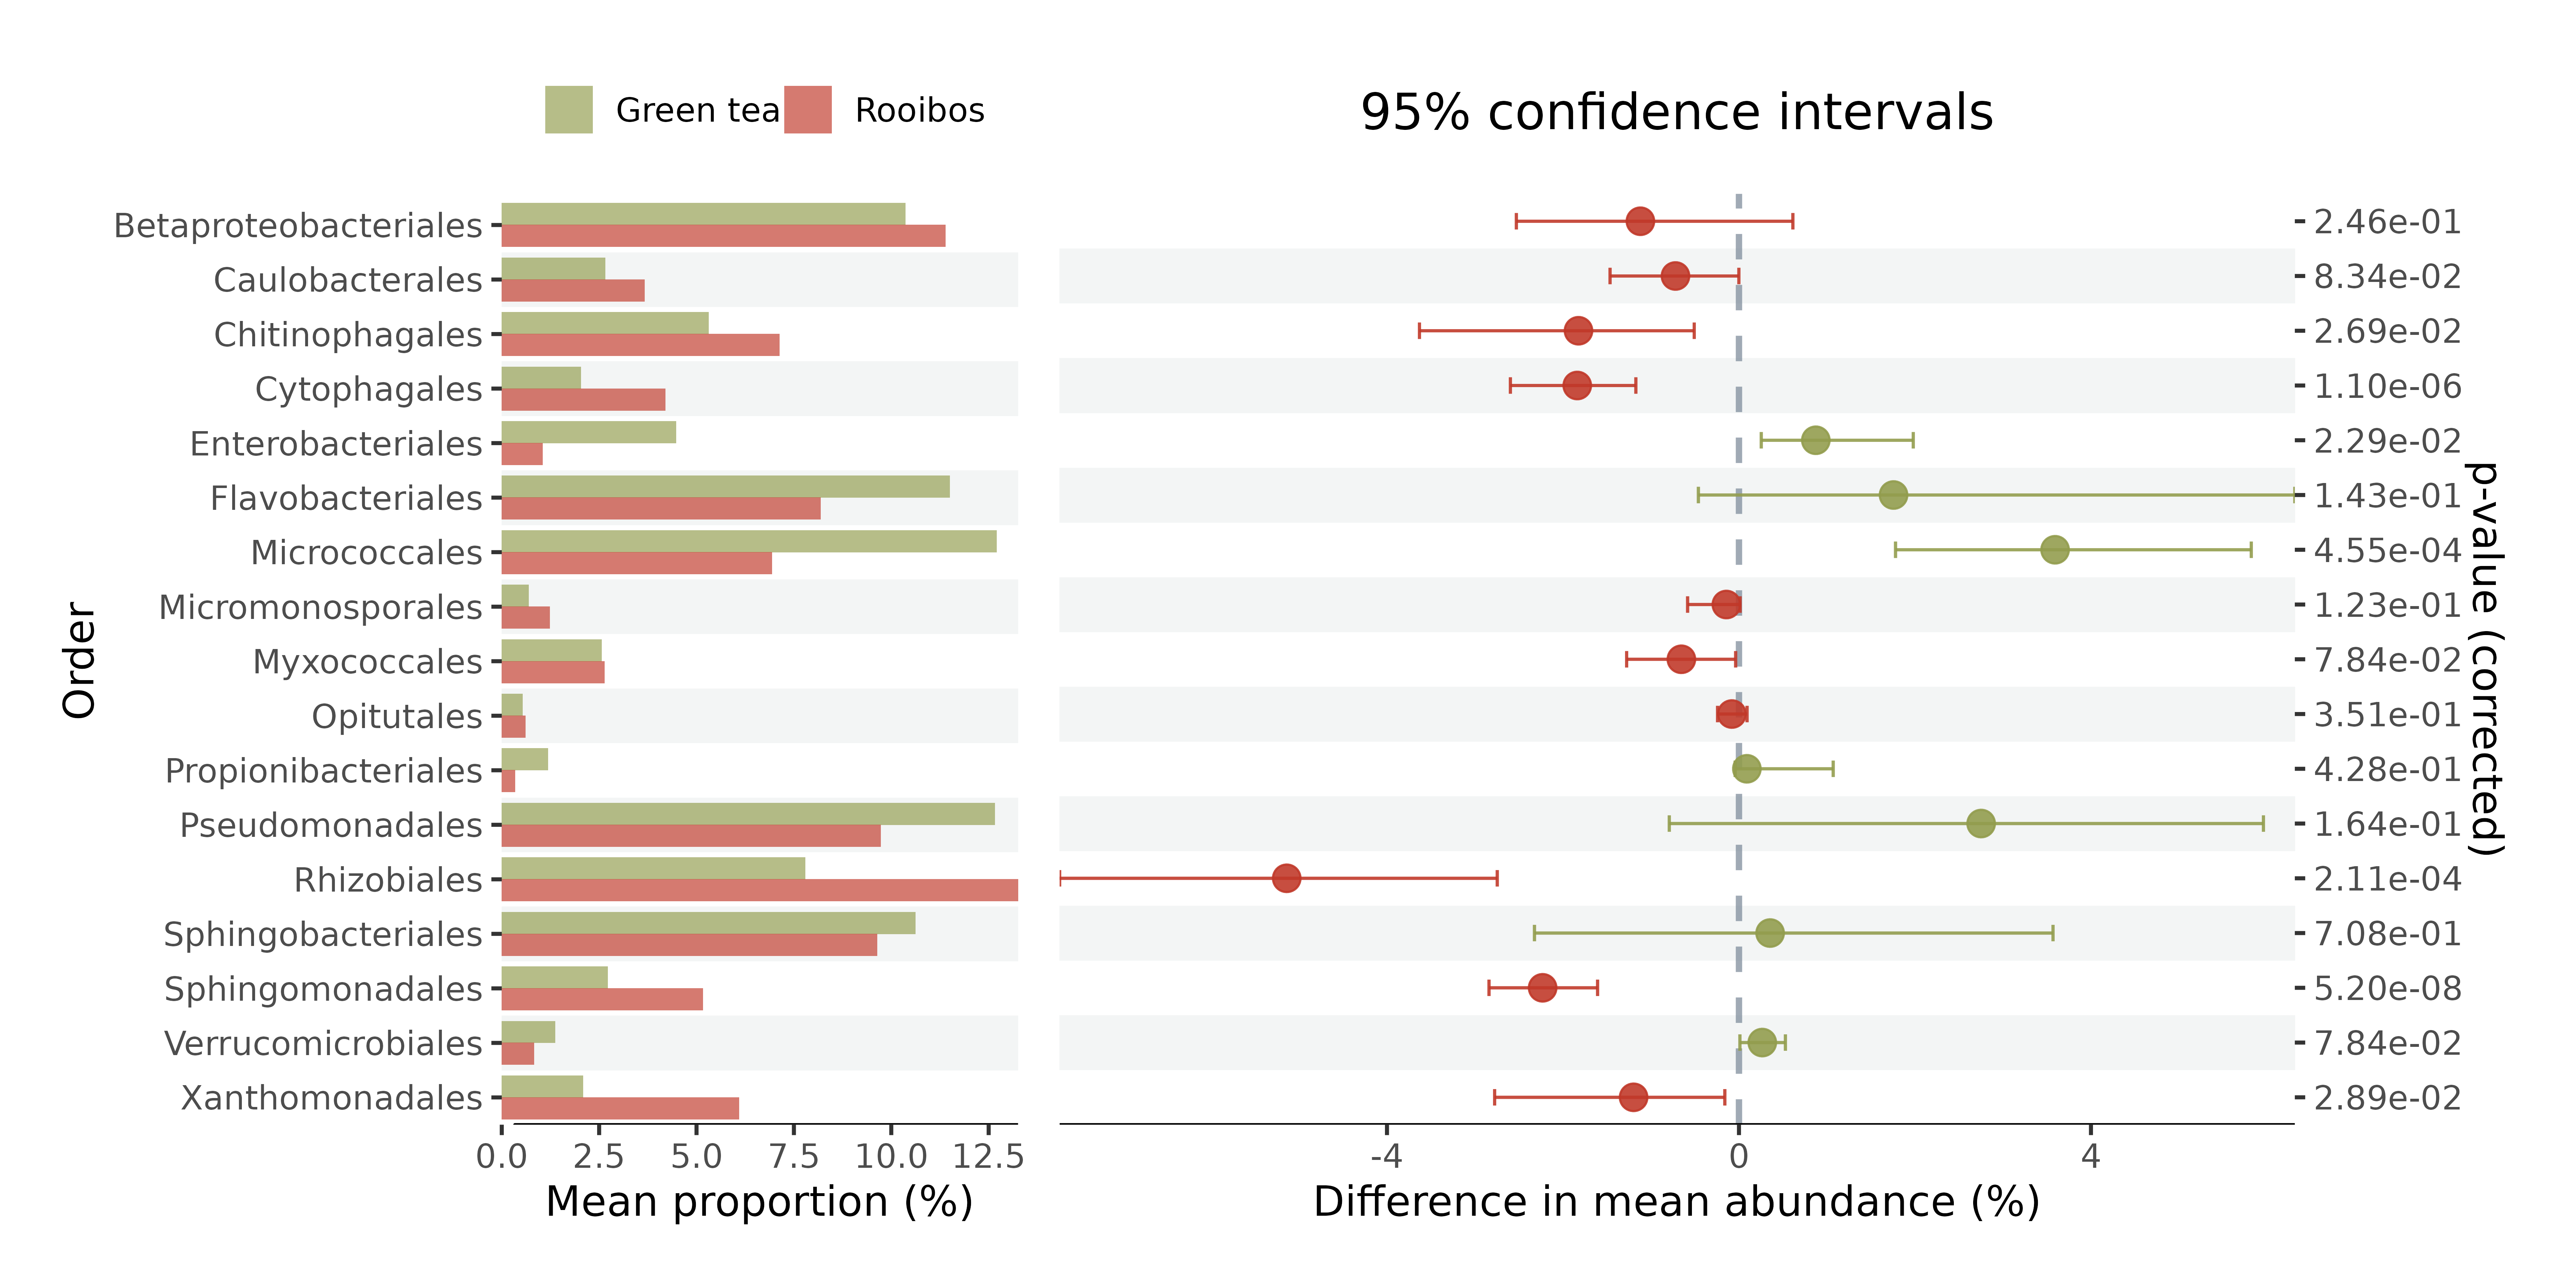 Green tea Rooibos
95% confidence intervals
Order
Betaproteobacteriales 2.46e-01
Caulobacterales 8.34e-02
Chitinophagales 2.69e-02
Cytophagales 1.10e-06
Enterobacteriales 2.29e-02
Flavobacteriales 1.43e-01
Micrococcales 4.55e-04
Micromonosporales 1.23e-01
Myxococcales 7.84e-02
Opitutales 3.51e-01
Propionibacteriales 4.28e-01
Pseudomonadales 1.64e-01
Rhizobiales 2.11e-04
Sphingobacteriales 7.08e-01
Sphingomonadales 5.20e-08
Verrucomicrobiales 7.84e-02
Xanthomonadales 2.89e-02
p-value (corrected)
0.0 2.5 5.0 7.5 10.0 12.5
Mean proportion (%)
-4 0 4
Difference in mean abundance (%)